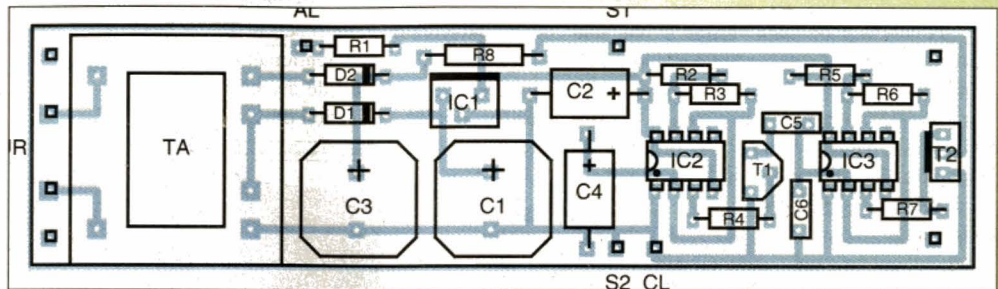 AL S1
R1 R8
D2 R2 R5
IC1 C2 + R3 R6
D1 C5
UR TA + + + IC2 T1 IC3 T2
C3 C1 C4 R4 C6 R7
S2 CL